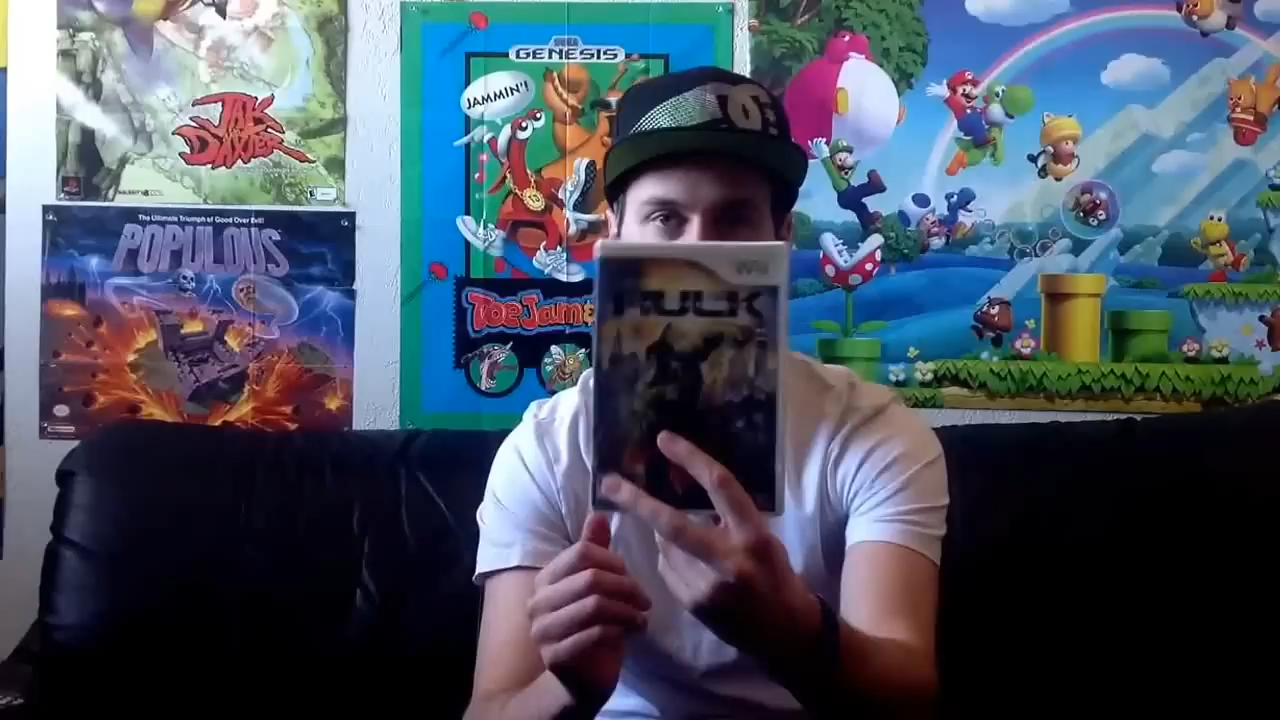 JAK
AND
DAXTER
The Ultimate Triumph of Good Over Evil!
POPULOUS
GENESIS
JAMMIN'!
ToeJam &
Wii
HULK